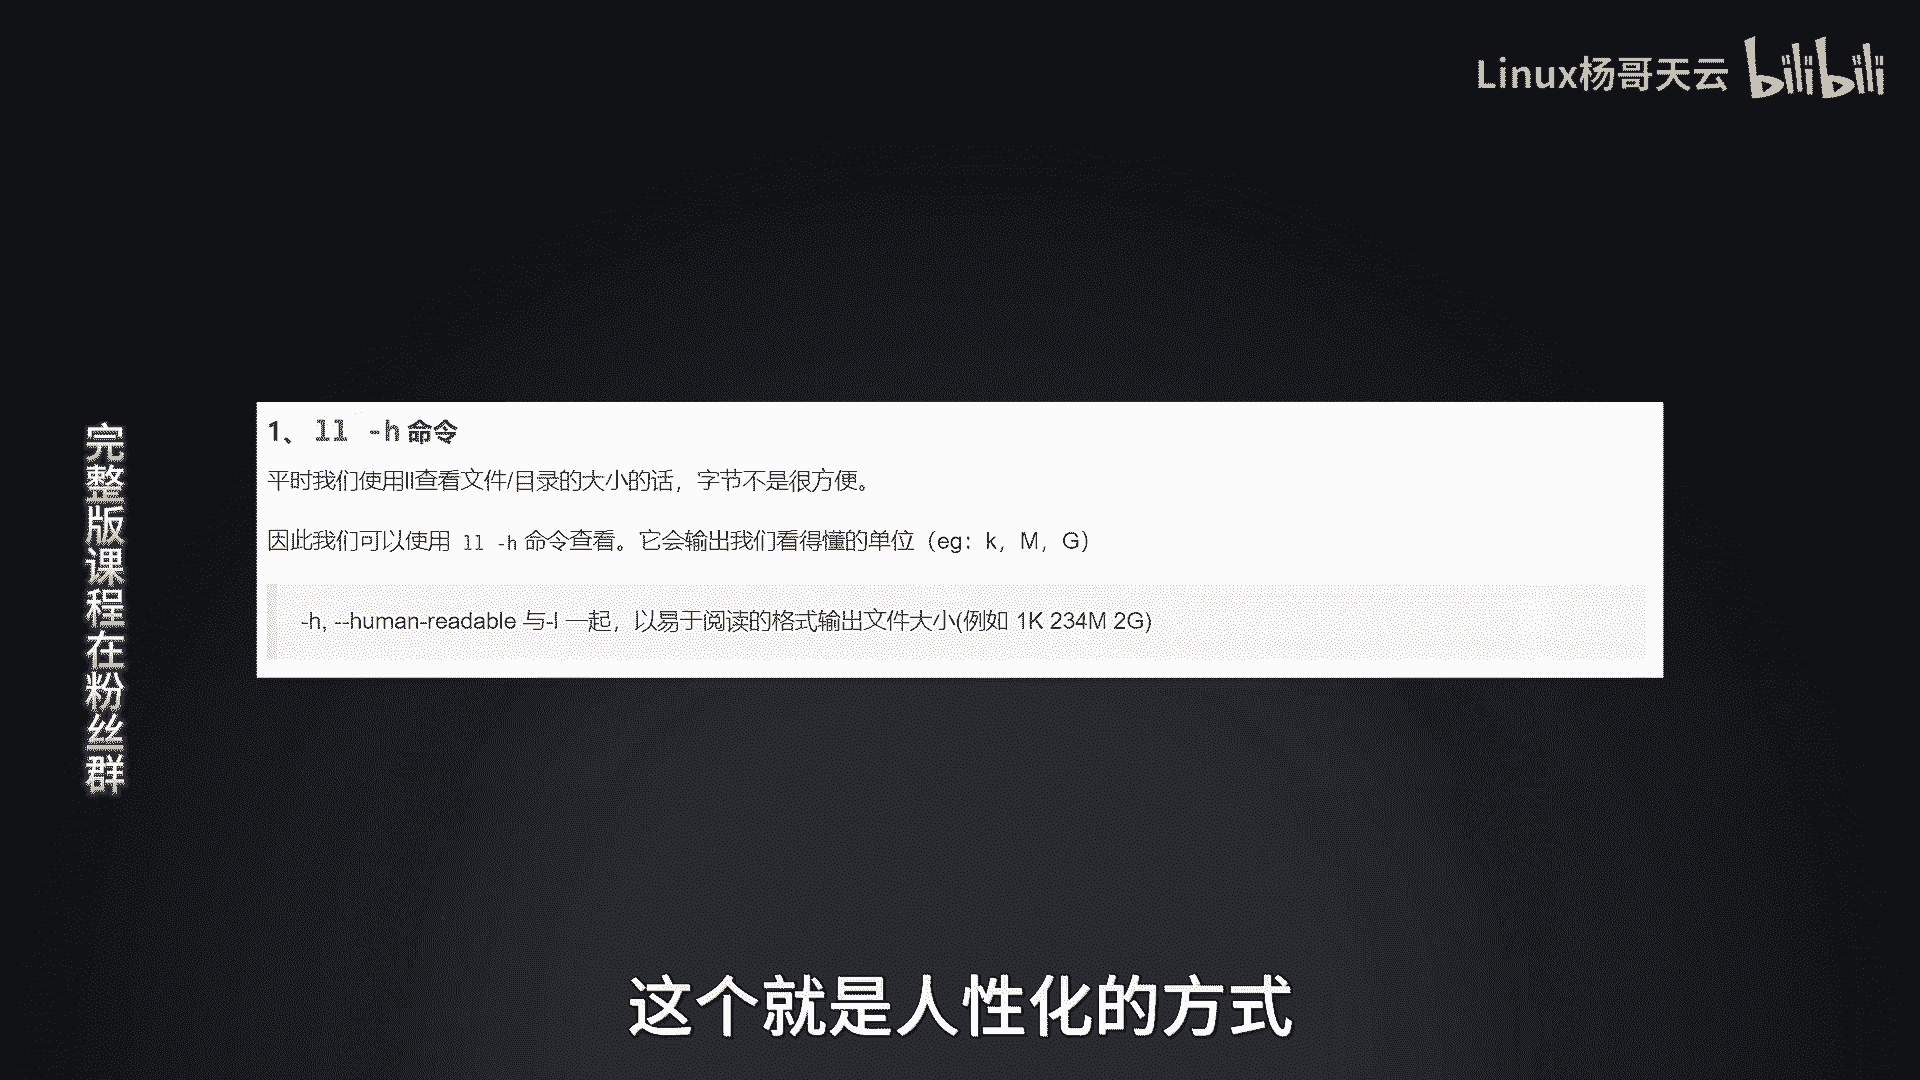 Linux杨哥天云 bilibili
完整版课程在粉丝群
1、 ll -h 命令
平时我们使用ll查看文件/目录的大小的话，字节不是很方便。
因此我们可以使用 ll -h 命令查看。它会输出我们看得懂的单位（eg：k，M，G）
-h, --human-readable 与-l 一起，以易于阅读的格式输出文件大小(例如 1K 234M 2G)
这个就是人性化的方式